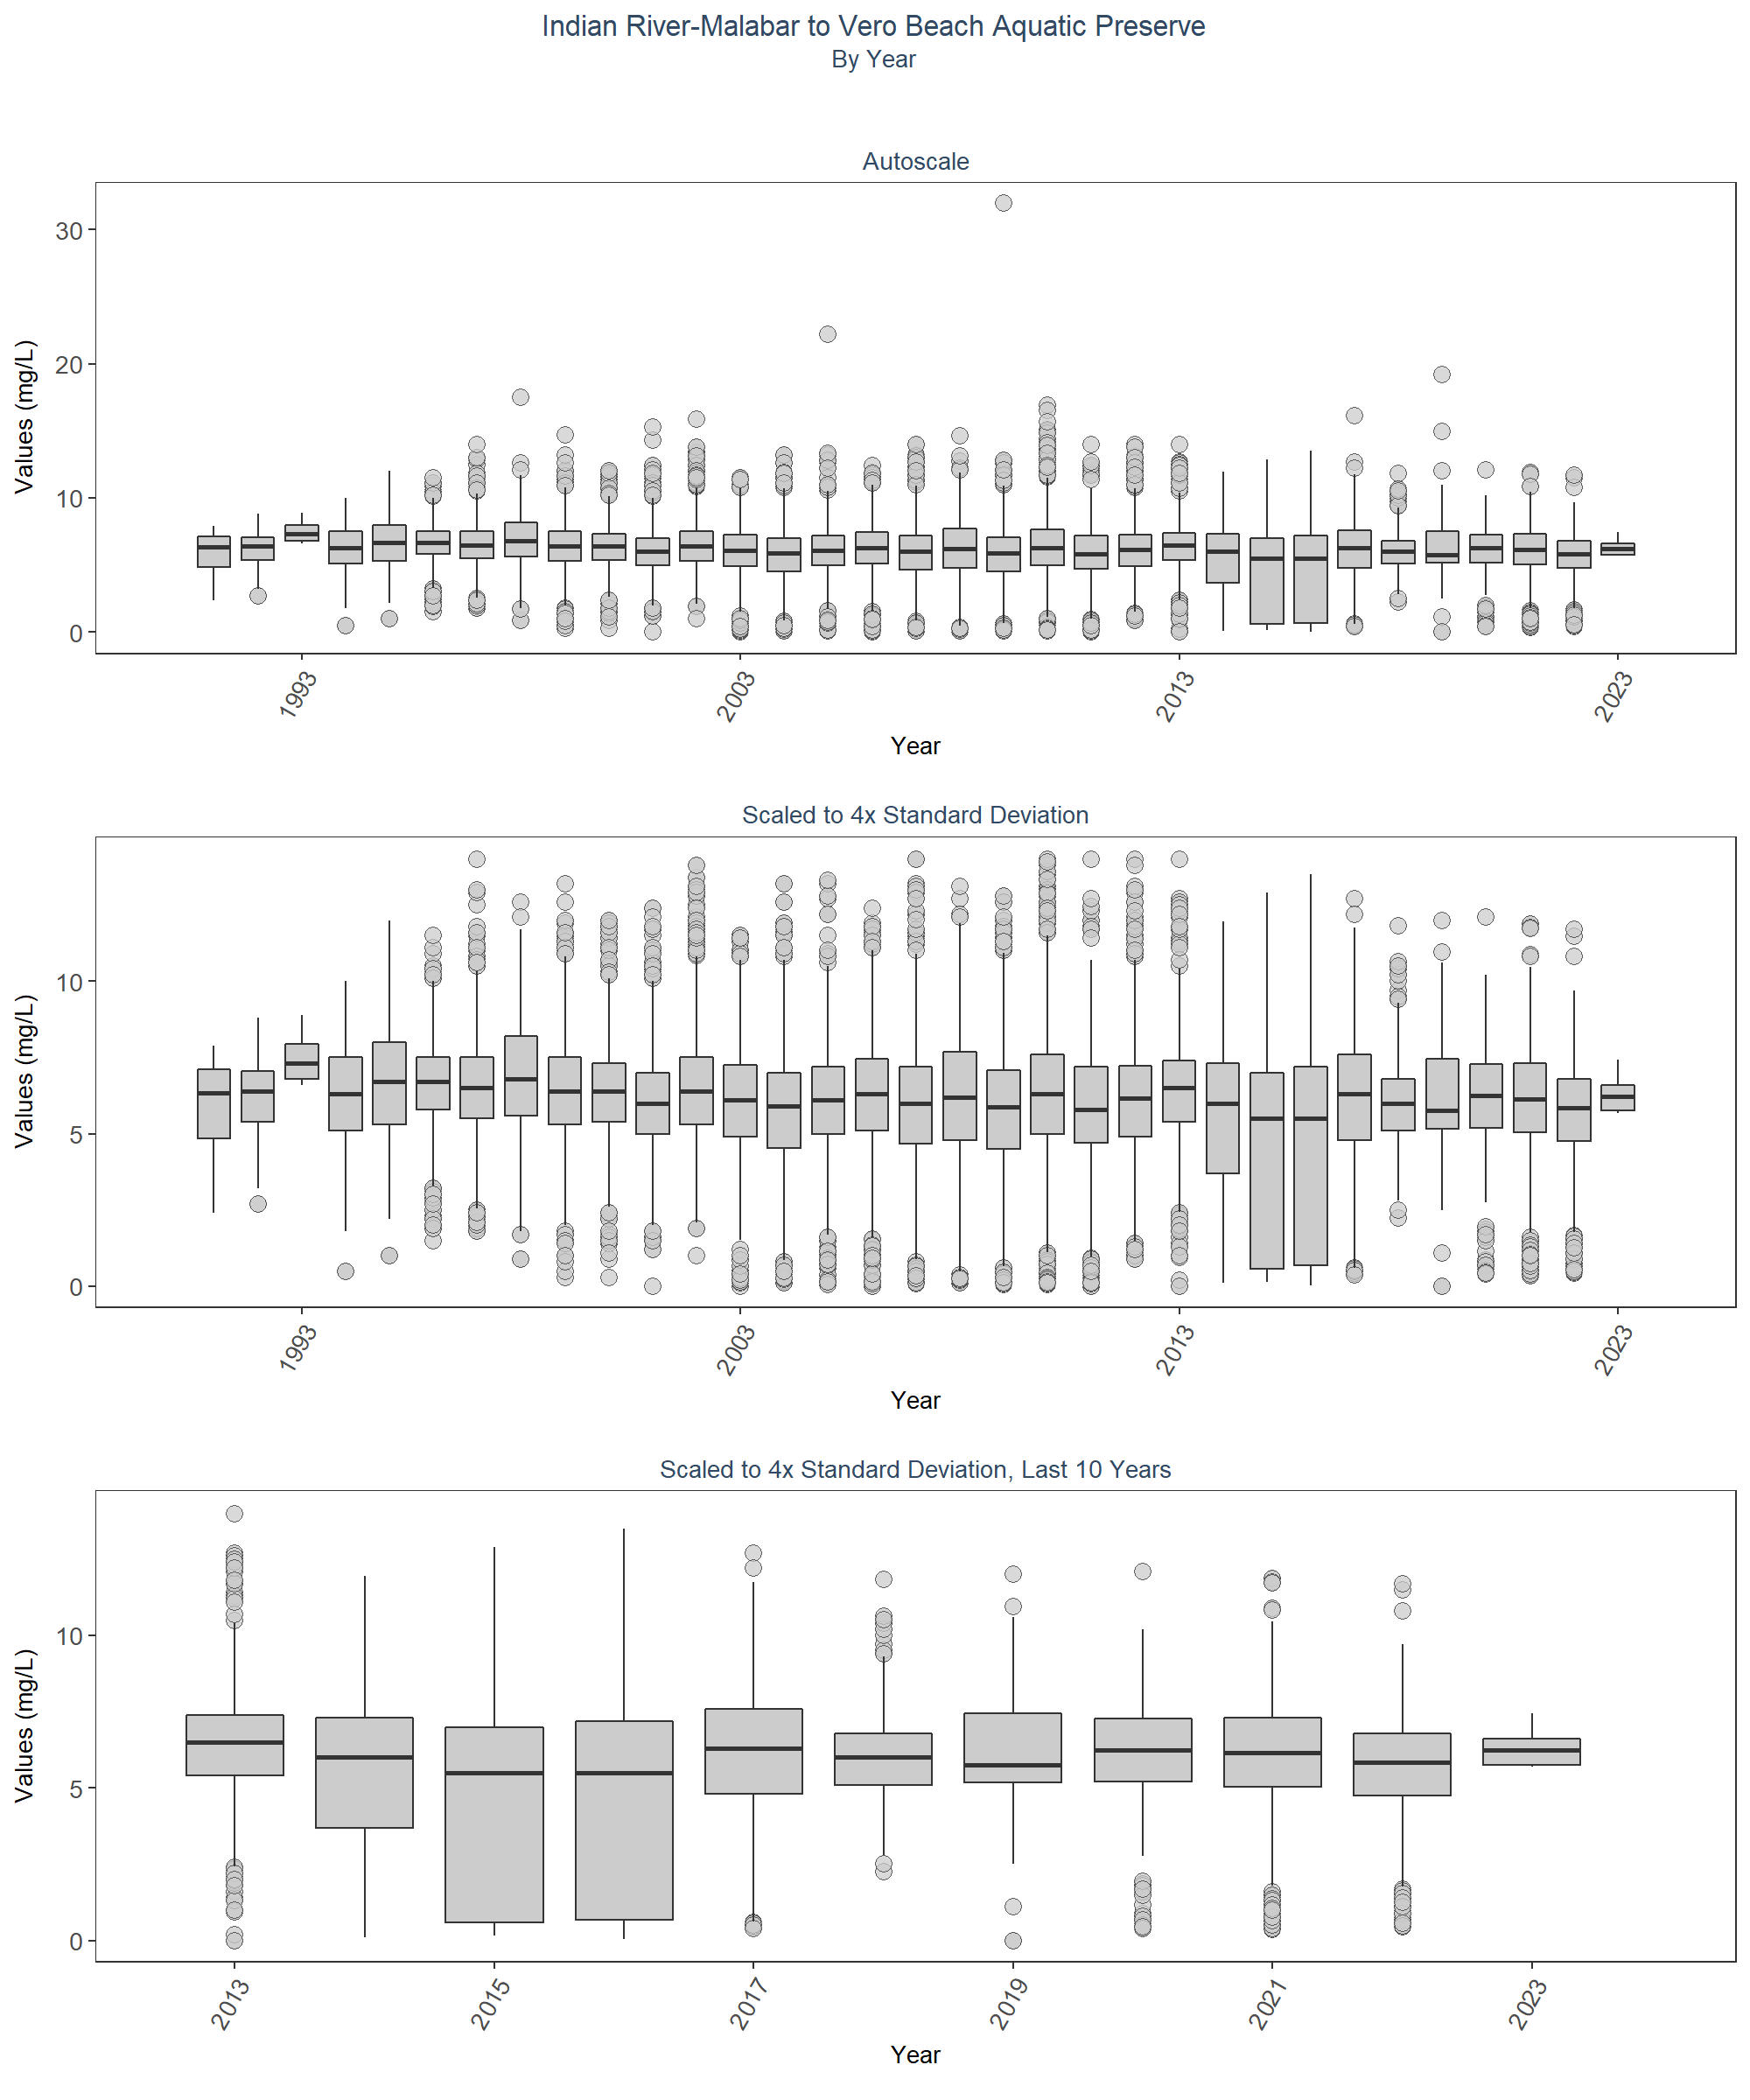 Indian River-Malabar to Vero Beach Aquatic Preserve
By Year
Autoscale
Values (mg/L)
30
20
10
0
1993
2003
2013
2023
Year
Scaled to 4x Standard Deviation
Values (mg/L)
10
5
0
1993
2003
2013
2023
Year
Scaled to 4x Standard Deviation, Last 10 Years
Values (mg/L)
10
5
0
2013
2015
2017
2019
2021
2023
Year